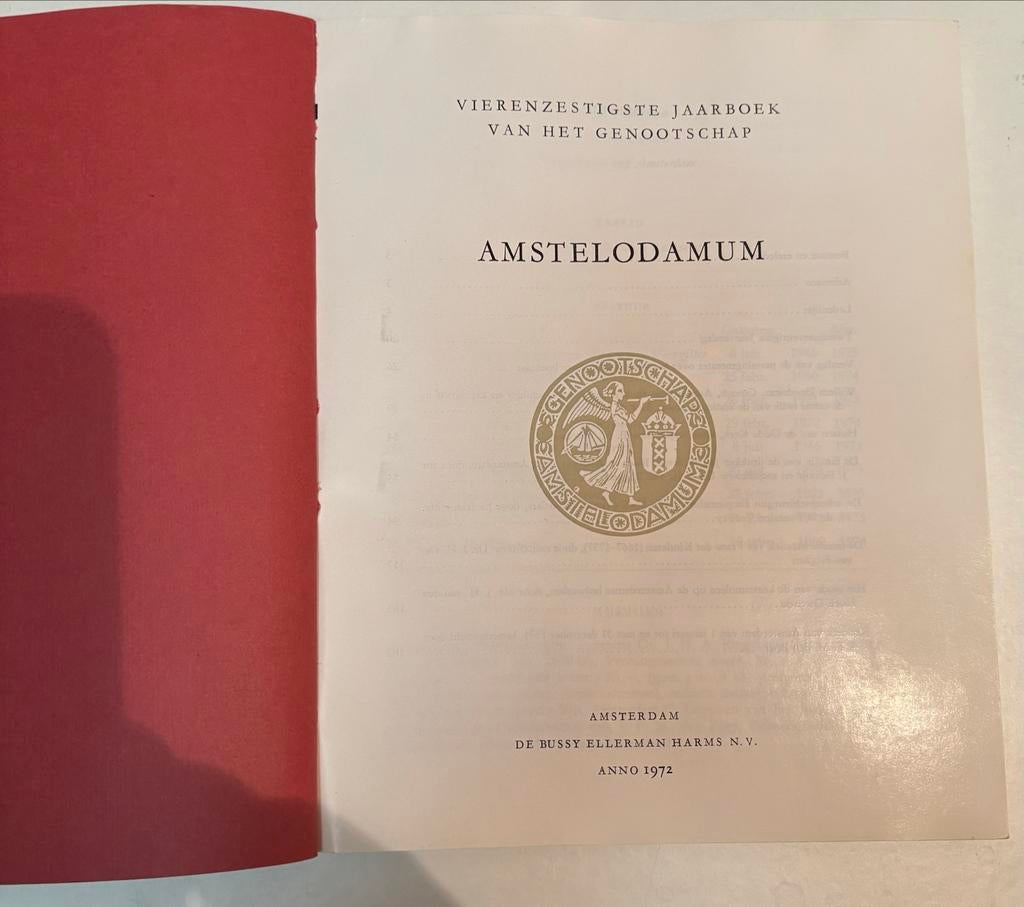 VIERENZESTIGSTE JAARBOEK
VAN HET GENOOTSCHAP
AMSTELODAMUM
GENOOTSCHAP
AMSTELODAMUM
AMSTERDAM
DE BUSSY ELLERMAN HARMS N.V.
ANNO 1972